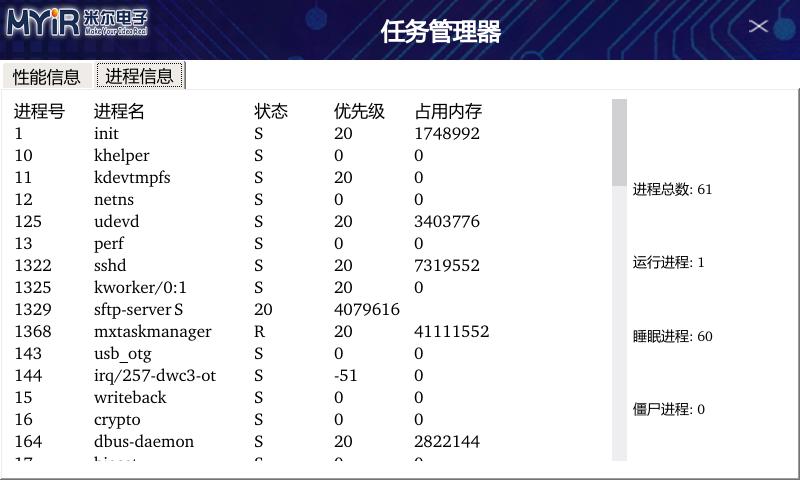 MYiR 米尔电子
Make Your Idea Real
任务管理器
性能信息 进程信息
进程号 进程名 状态 优先级 占用内存
1 init S 20 1748992
10 khelper S 0 0
11 kdevtmpfs S 20 0
12 netns S 0 0
125 udevd S 20 3403776
13 perf S 0 0
1322 sshd S 20 7319552
1325 kworker/0:1 S 20 0
1329 sftp-server S 20 4079616
1368 mxtaskmanager R 20 41111552
143 usb_otg S 0 0
144 irq/257-dwc3-ot S -51 0
15 writeback S 0 0
16 crypto S 0 0
164 dbus-daemon S 20 2822144
进程总数: 61
运行进程: 1
睡眠进程: 60
僵尸进程: 0